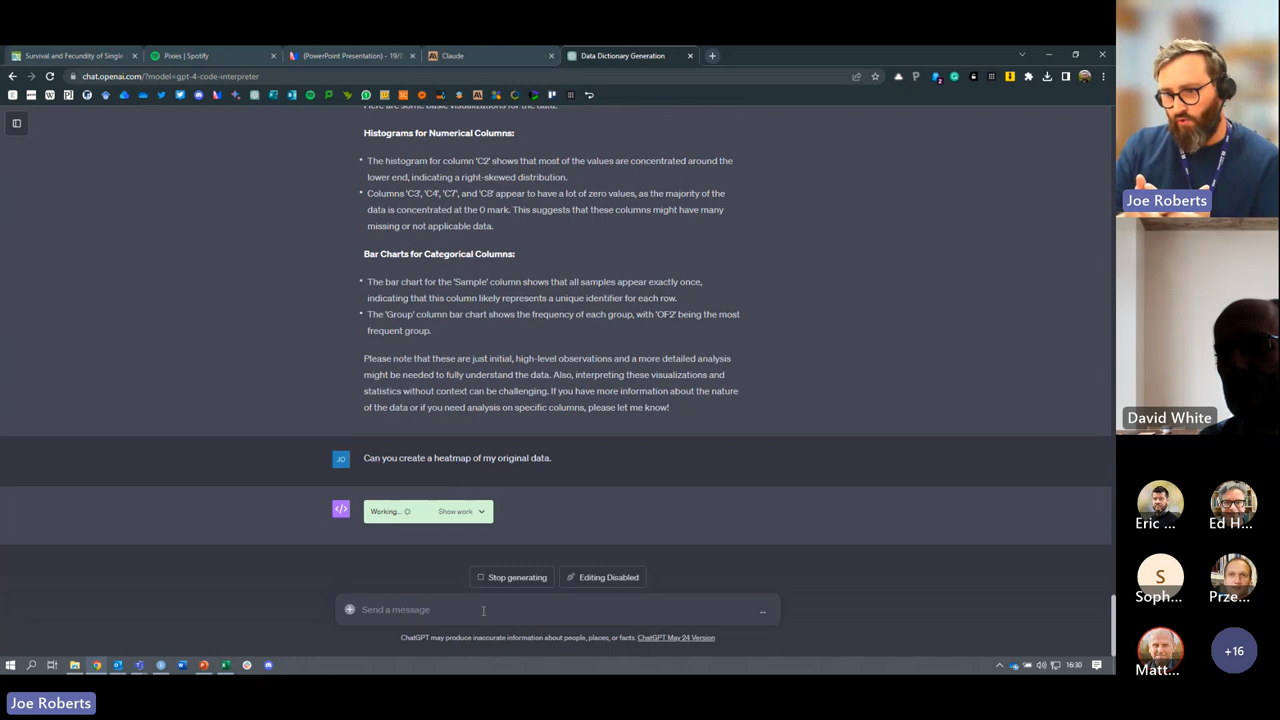 Survival and Fecundity of Single
Pixies | Spotify
(PowerPoint Presentation) - 19/0
Claude
Data Dictionary Generation
chat.openai.com/?model=gpt-4-code-interpreter
Here are some basic visualizations for the data:
Histograms for Numerical Columns:
• The histogram for column 'C2' shows that most of the values are concentrated around the
lower end, indicating a right-skewed distribution.
• Columns 'C3', 'C4', 'C7', and 'C8' appear to have a lot of zero values, as the majority of the
data is concentrated at the 0 mark. This suggests that these columns might have many
missing or not applicable data.
Bar Charts for Categorical Columns:
• The bar chart for the 'Sample' column shows that all samples appear exactly once,
indicating that this column likely represents a unique identifier for each row.
• The 'Group' column bar chart shows the frequency of each group, with 'OF2' being the most
frequent group.
Please note that these are just initial, high-level observations and a more detailed analysis
might be needed to fully understand the data. Also, interpreting these visualizations and
statistics without context can be challenging. If you have more information about the nature
of the data or if you need analysis on specific columns, please let me know!
JO
Can you create a heatmap of my original data.
Working...
Show work
Stop generating
Editing Disabled
Send a message
ChatGPT may produce inaccurate information about people, places, or facts. ChatGPT May 24 Version
16:30
Joe Roberts
Joe Roberts
David White
Eric ...
Ed H...
S
Soph...
Prze...
Matt...
+16